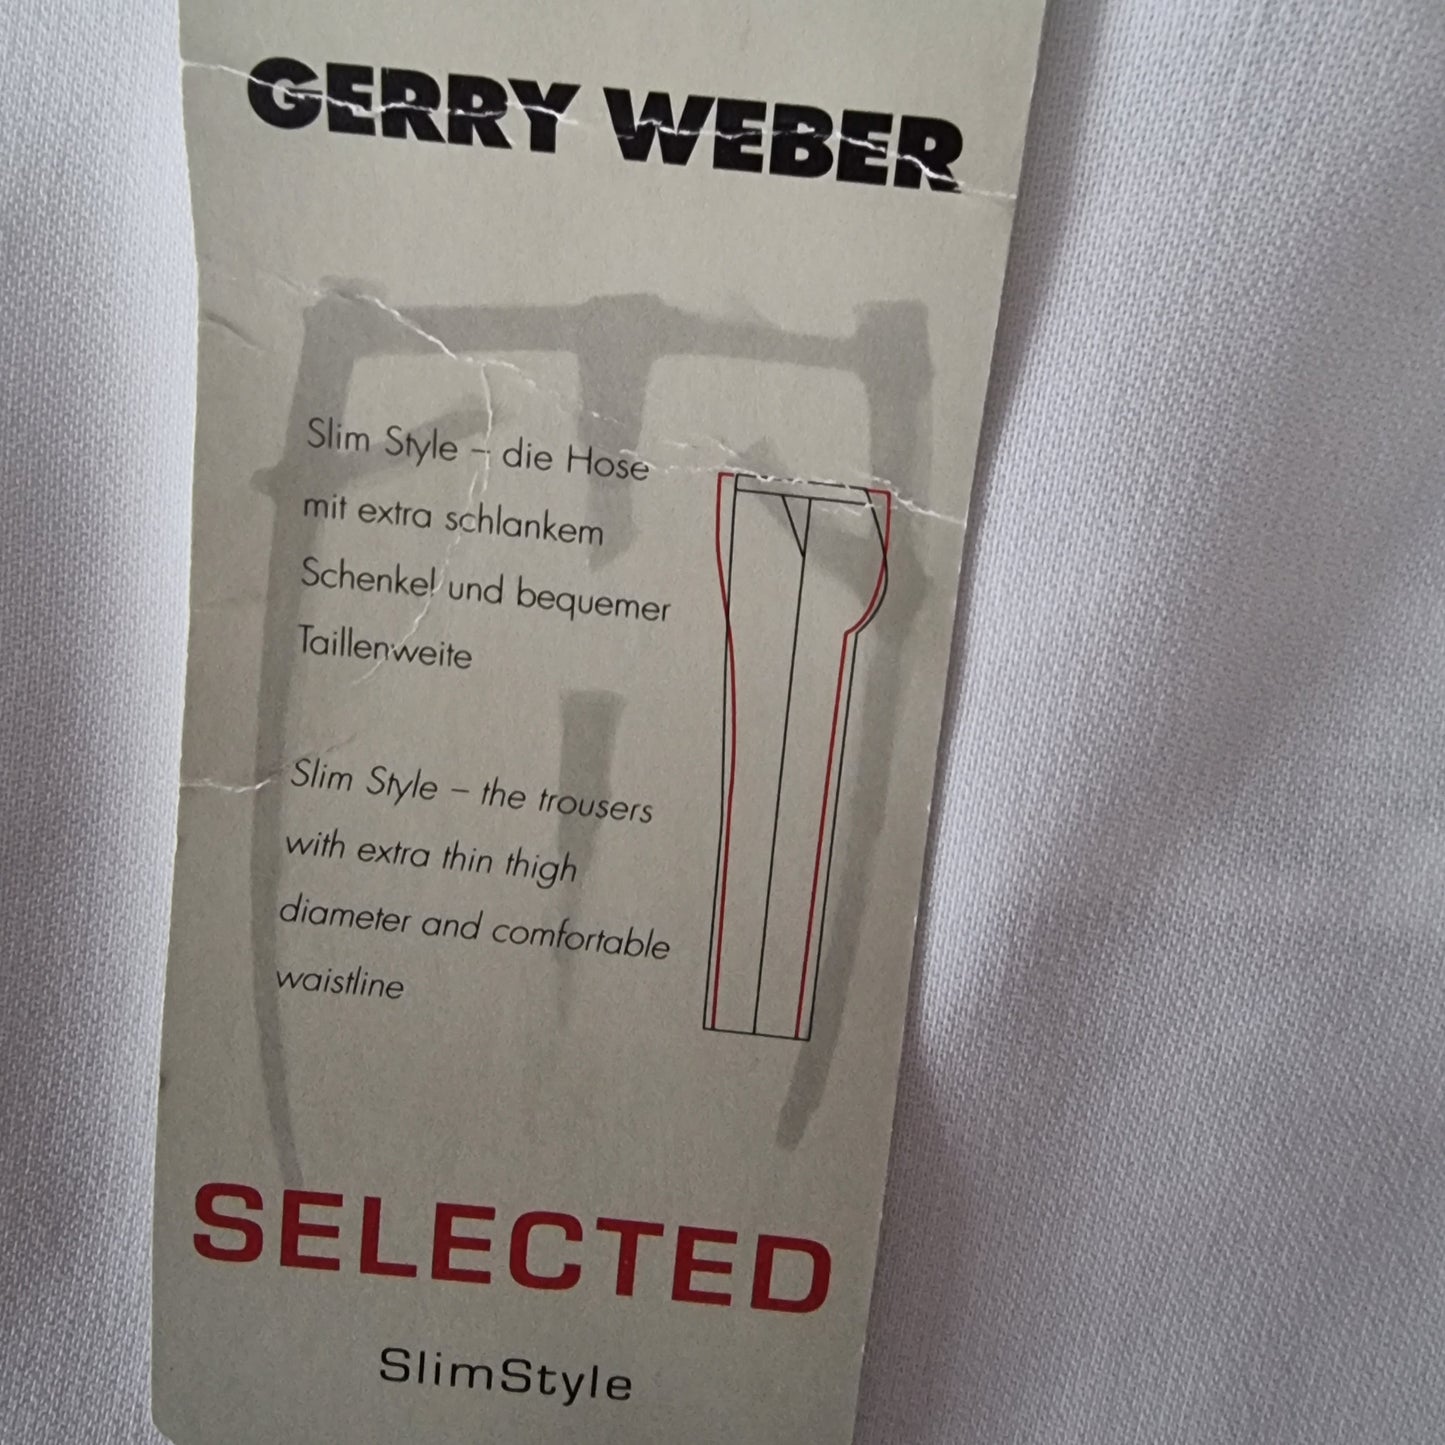 GERRY WEBER
Slim Style – die Hose
mit extra schlankem
Schenkel und bequemer
Taillenweite
Slim Style – the trousers
with extra thin thigh
diameter and comfortable
waistline
SELECTED
SlimStyle